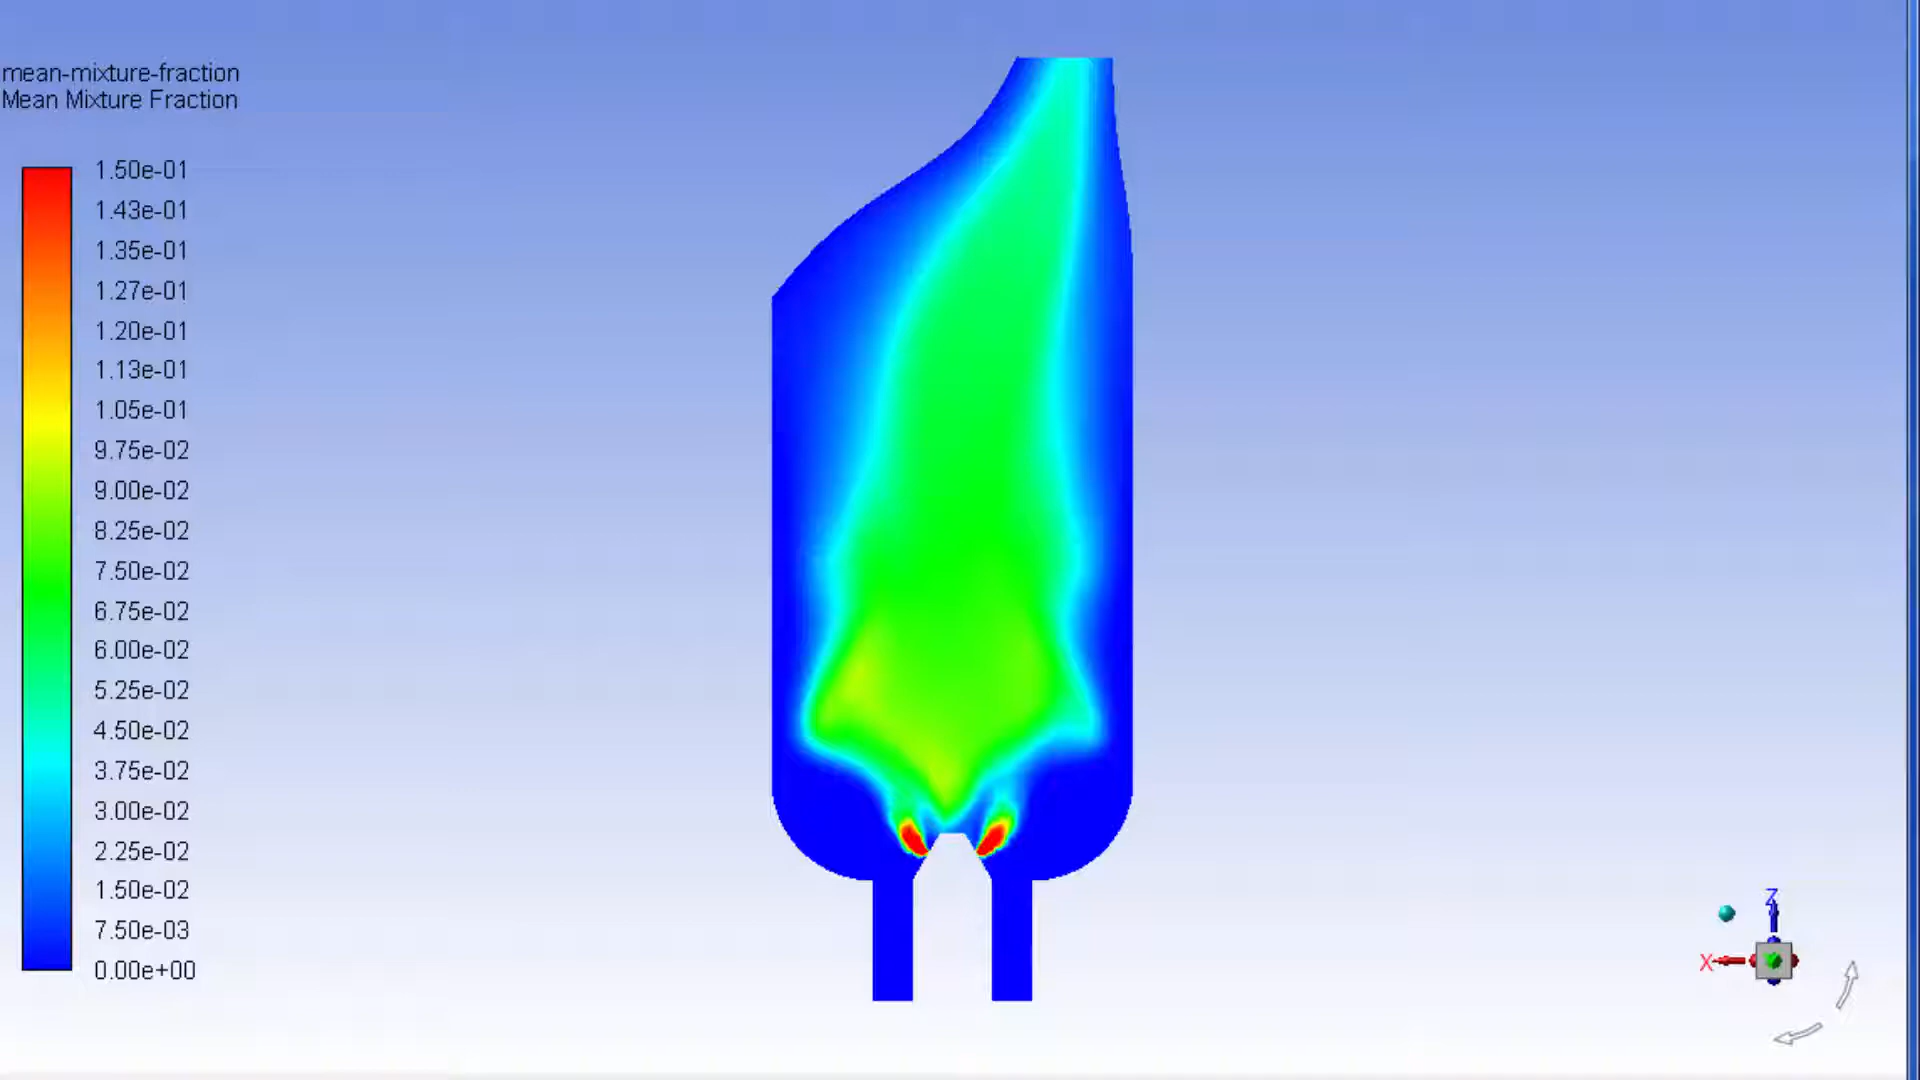 mean-mixture-fraction
Mean Mixture Fraction
1.50e-01
1.43e-01
1.35e-01
1.27e-01
1.20e-01
1.13e-01
1.05e-01
9.75e-02
9.00e-02
8.25e-02
7.50e-02
6.75e-02
6.00e-02
5.25e-02
4.50e-02
3.75e-02
3.00e-02
2.25e-02
1.50e-02
7.50e-03
0.00e+00
Z
X